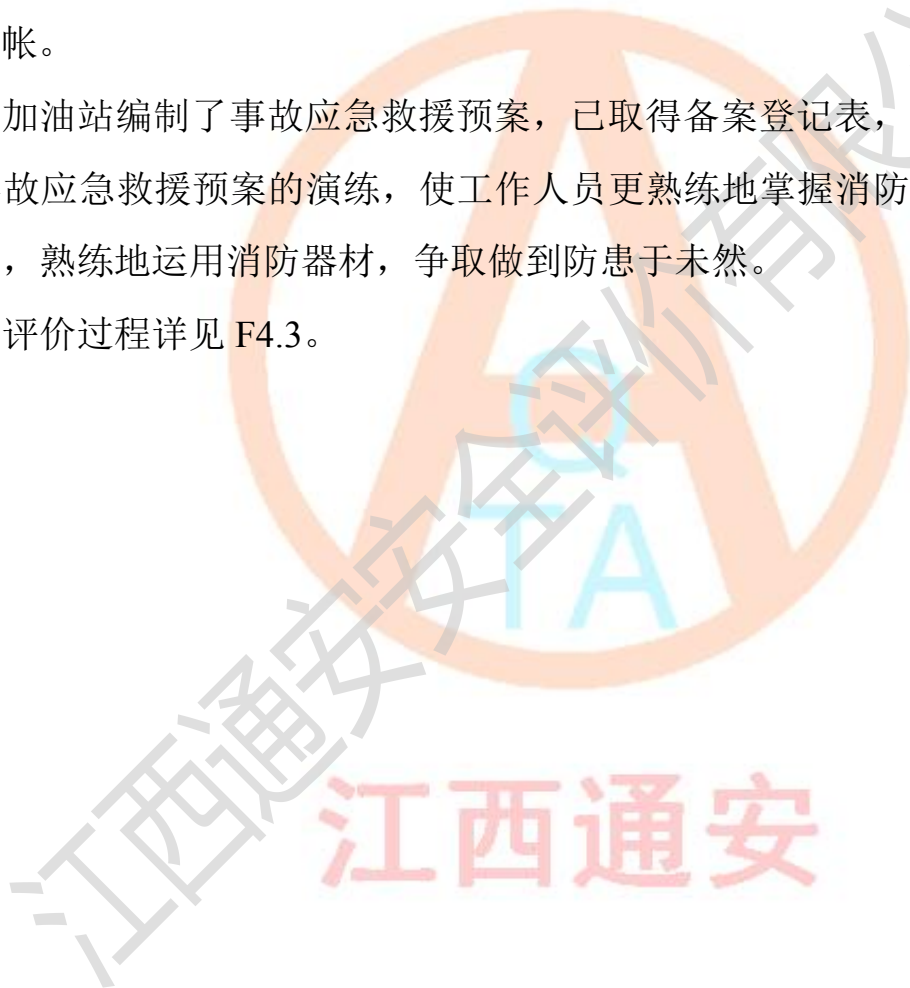 帐。
加油站编制了事故应急救援预案，已取得备案登记表，
故应急救援预案的演练，使工作人员更熟练地掌握消防
，熟练地运用消防器材，争取做到防患于未然。
评价过程详见 F4.3。
Q
TA
江西通安
江西通安安全评价有限公